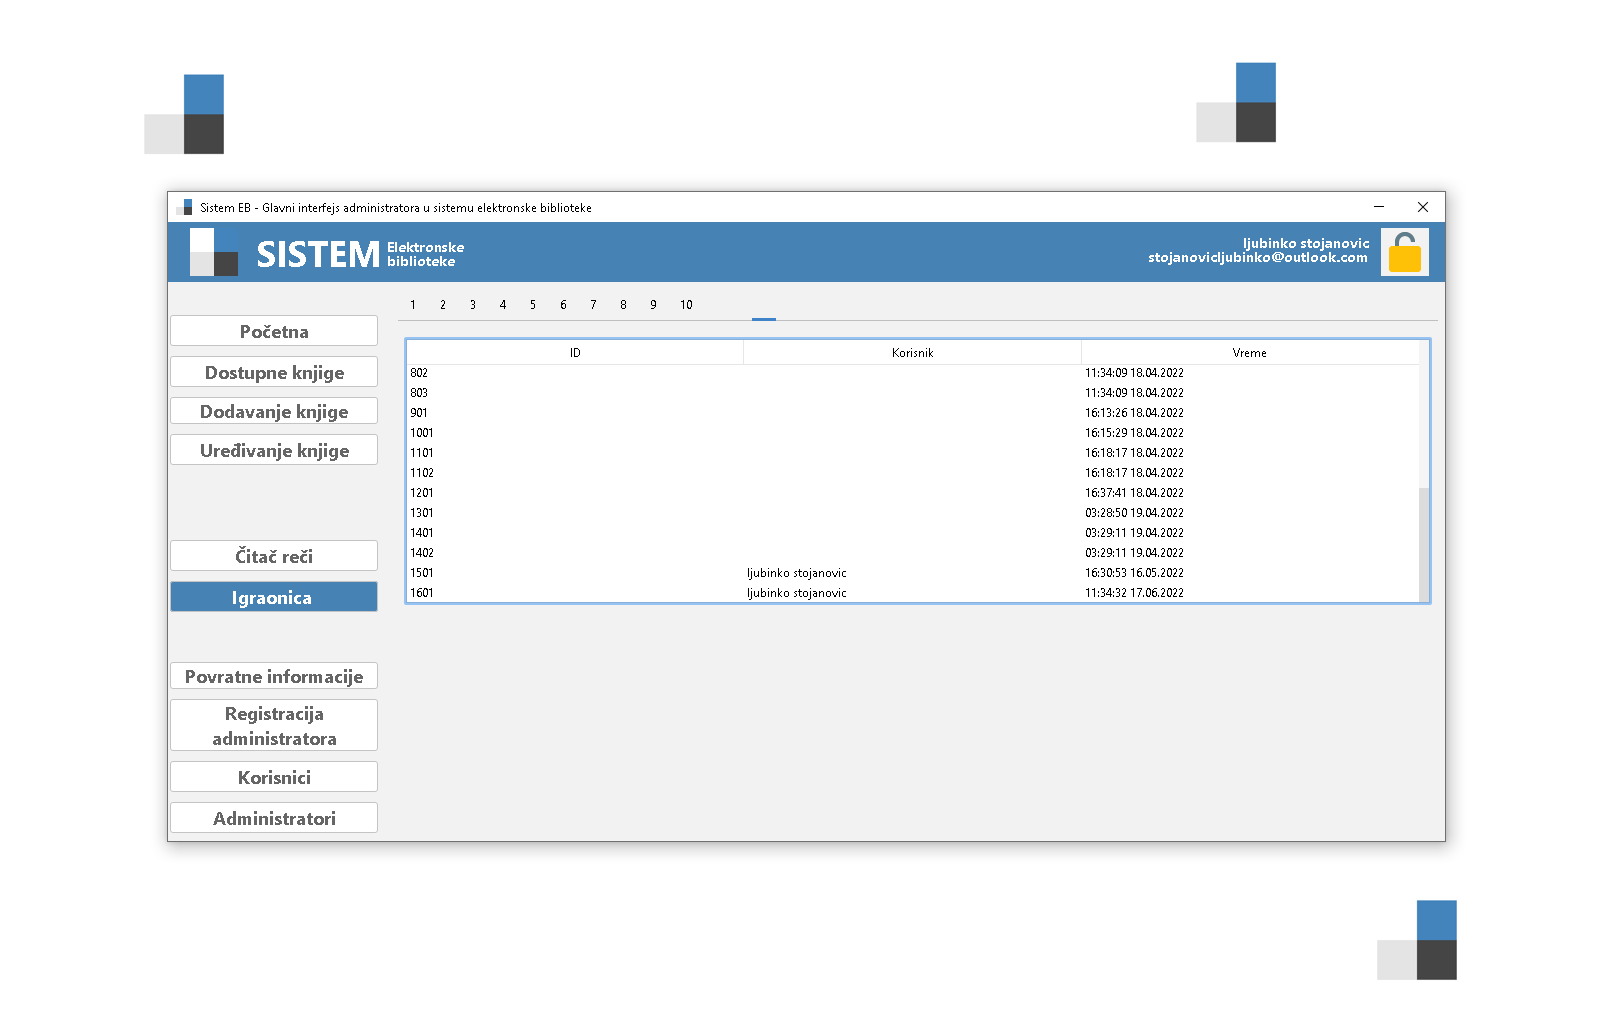 Sistem EB - Glavni interfejs administratora u sistemu elektronske biblioteke
SISTEM Elektronske biblioteke
ljubinko stojanovic
stojanovicljubinko@outlook.com
1 2 3 4 5 6 7 8 9 10
Početna
Dostupne knjige
Dodavanje knjige
Uređivanje knjige
Čitač reči
Igraonica
Povratne informacije
Registracija
administratora
Korisnici
Administratori
ID Korisnik Vreme
802 11:34:09 18.04.2022
803 11:34:09 18.04.2022
901 16:13:26 18.04.2022
1001 16:15:29 18.04.2022
1101 16:18:17 18.04.2022
1102 16:18:17 18.04.2022
1201 16:37:41 18.04.2022
1301 03:28:50 19.04.2022
1401 03:29:11 19.04.2022
1402 03:29:11 19.04.2022
1501 ljubinko stojanovic 16:30:53 16.05.2022
1601 ljubinko stojanovic 11:34:32 17.06.2022